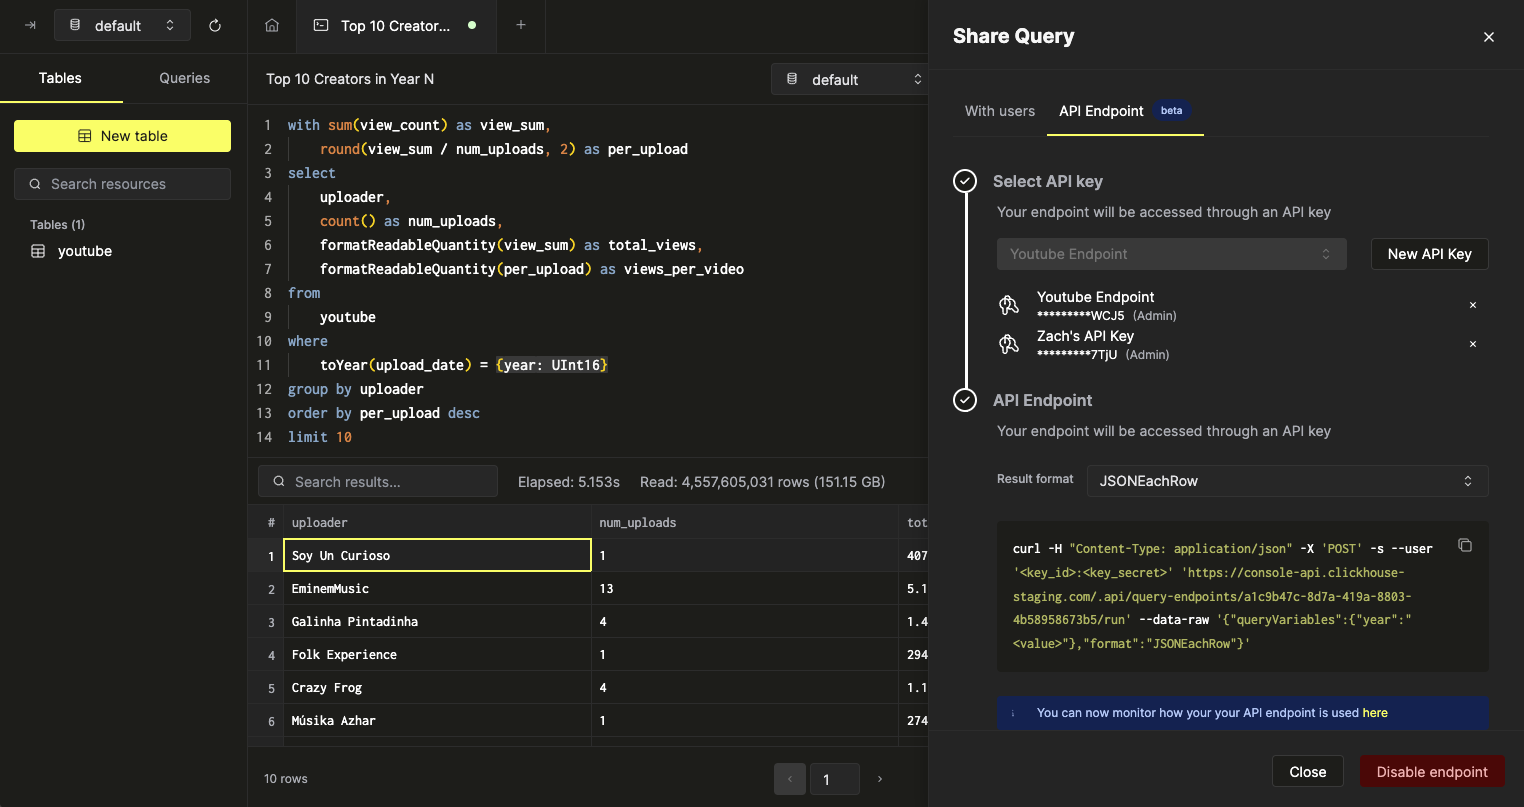 default
Tables
Queries
New table
Search resources
Tables (1)
youtube
Top 10 Creator...
Top 10 Creators in Year N
default
1 with sum(view_count) as view_sum,
2 round(view_sum / num_uploads, 2) as per_upload
3 select
4 uploader,
5 count() as num_uploads,
6 formatReadableQuantity(view_sum) as total_views,
7 formatReadableQuantity(per_upload) as views_per_video
8 from
9 youtube
10 where
11 toYear(upload_date) = {year: UInt16}
12 group by uploader
13 order by per_upload desc
14 limit 10
Search results...
Elapsed: 5.153s
Read: 4,557,605,031 rows (151.15 GB)
# uploader num_uploads tot
1 Soy Un Curioso 1 407
2 EminemMusic 13 5.1
3 Galinha Pintadinha 4 1.4
4 Folk Experience 1 294
5 Crazy Frog 4 1.1
6 Músika Azhar 1 274
10 rows
1
Share Query
With users
API Endpoint beta
Select API key
Your endpoint will be accessed through an API key
Youtube Endpoint
New API Key
Youtube Endpoint
*********WCJ5 (Admin)
Zach's API Key
*********7TjU (Admin)
API Endpoint
Your endpoint will be accessed through an API key
Result format
JSONEachRow
curl -H "Content-Type: application/json" -X 'POST' -s --user
'<key_id>:<key_secret>' 'https://console-api.clickhouse-
staging.com/.api/query-endpoints/a1c9b47c-8d7a-419a-8803-
4b58958673b5/run' --data-raw '{"queryVariables":{"year":"
<value>"},"format":"JSONEachRow"}'
You can now monitor how your your API endpoint is used here
Close
Disable endpoint